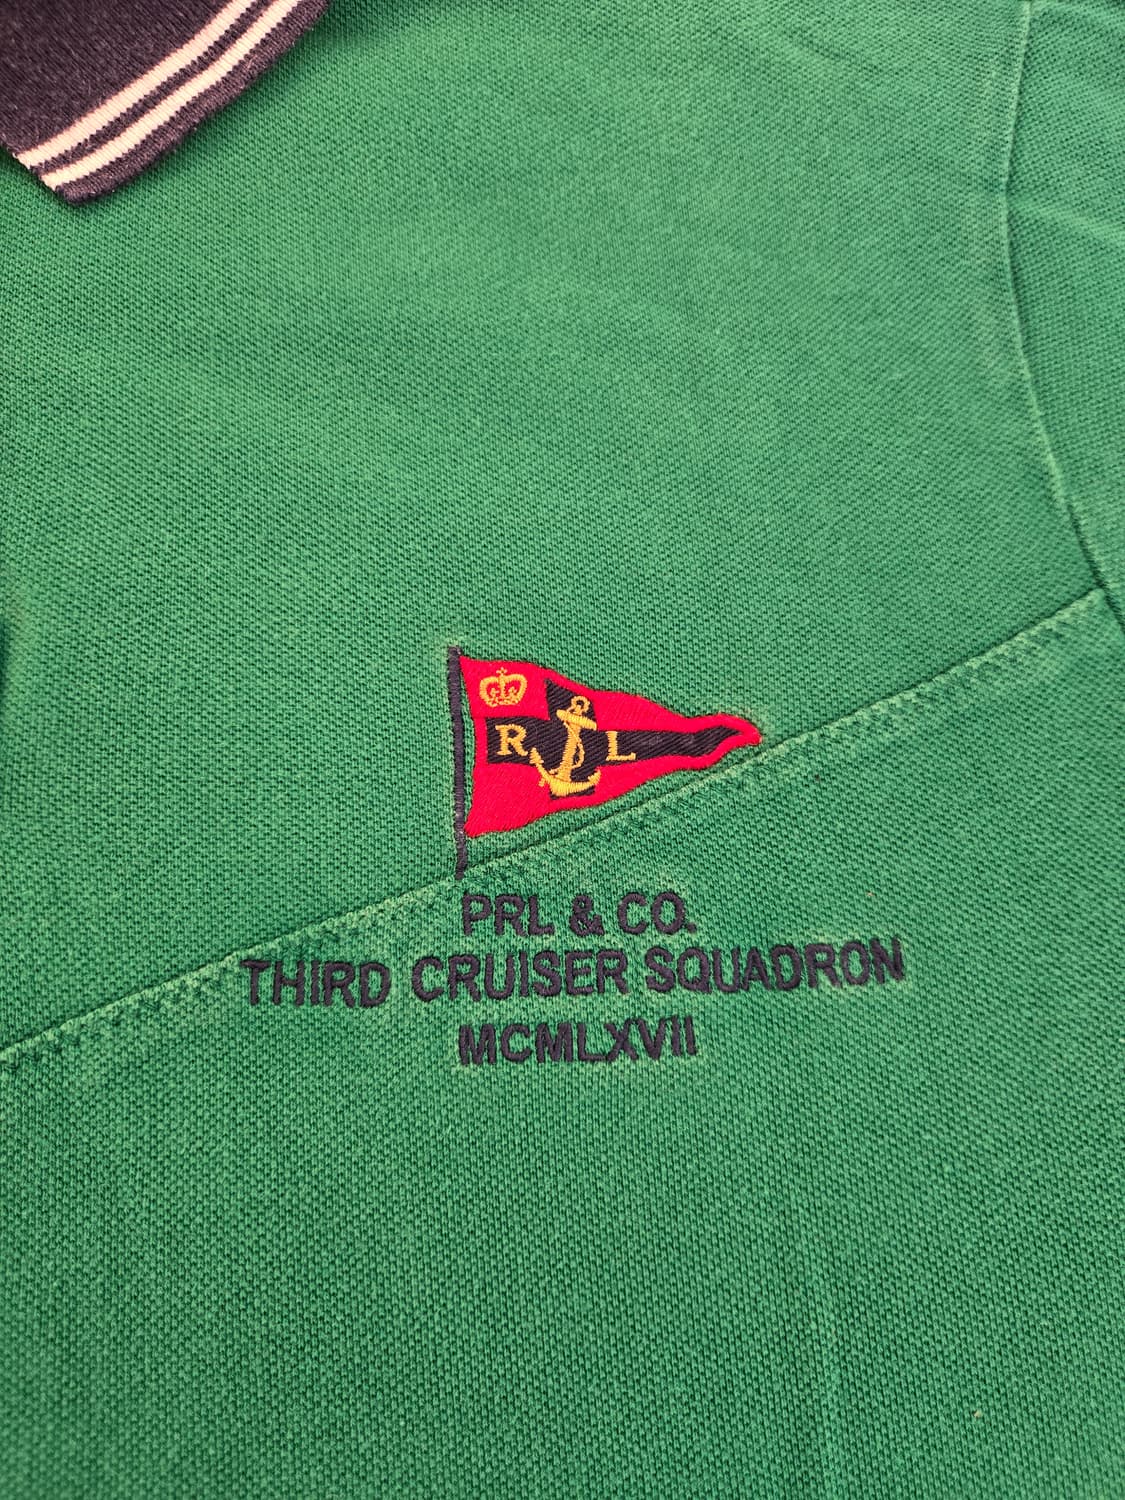 R L
PRL & CO.
THIRD CRUISER SQUADRON
MCMLXVII